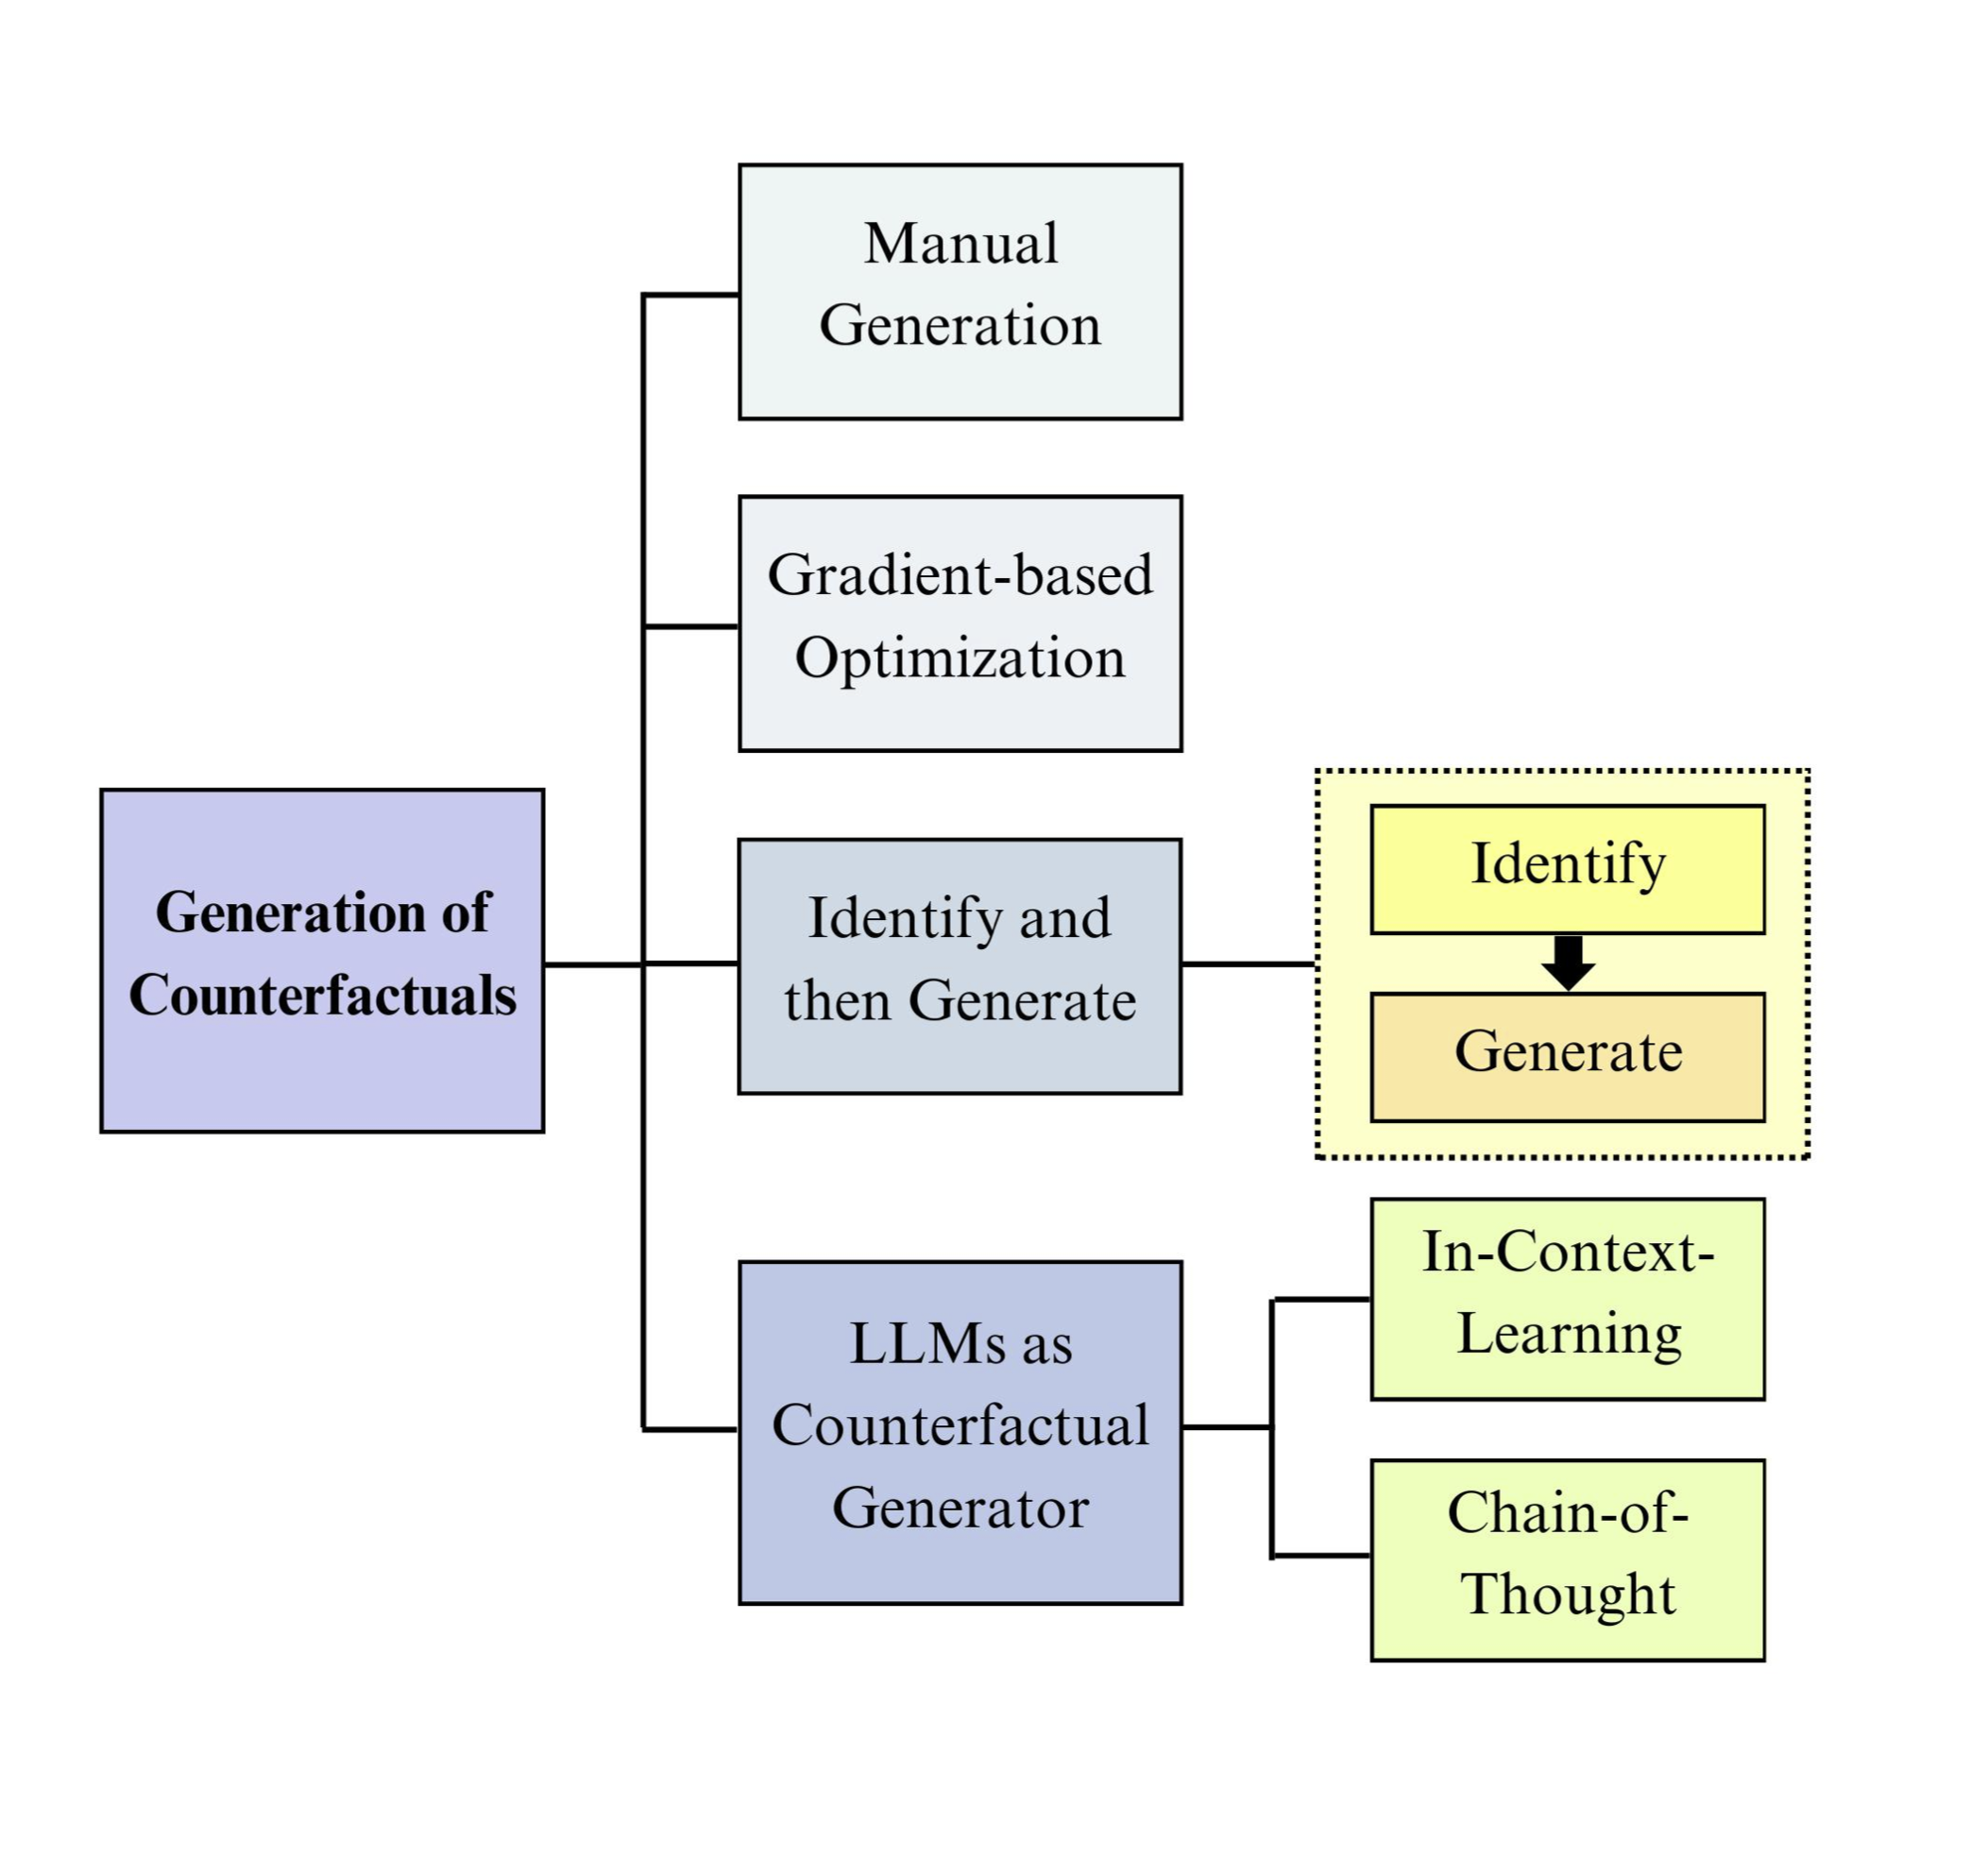 Manual
Generation
Gradient-based
Optimization
Generation of
Counterfactuals
Identify and
then Generate
Identify
Generate
LLMs as
Counterfactual
Generator
In-Context-
Learning
Chain-of-
Thought